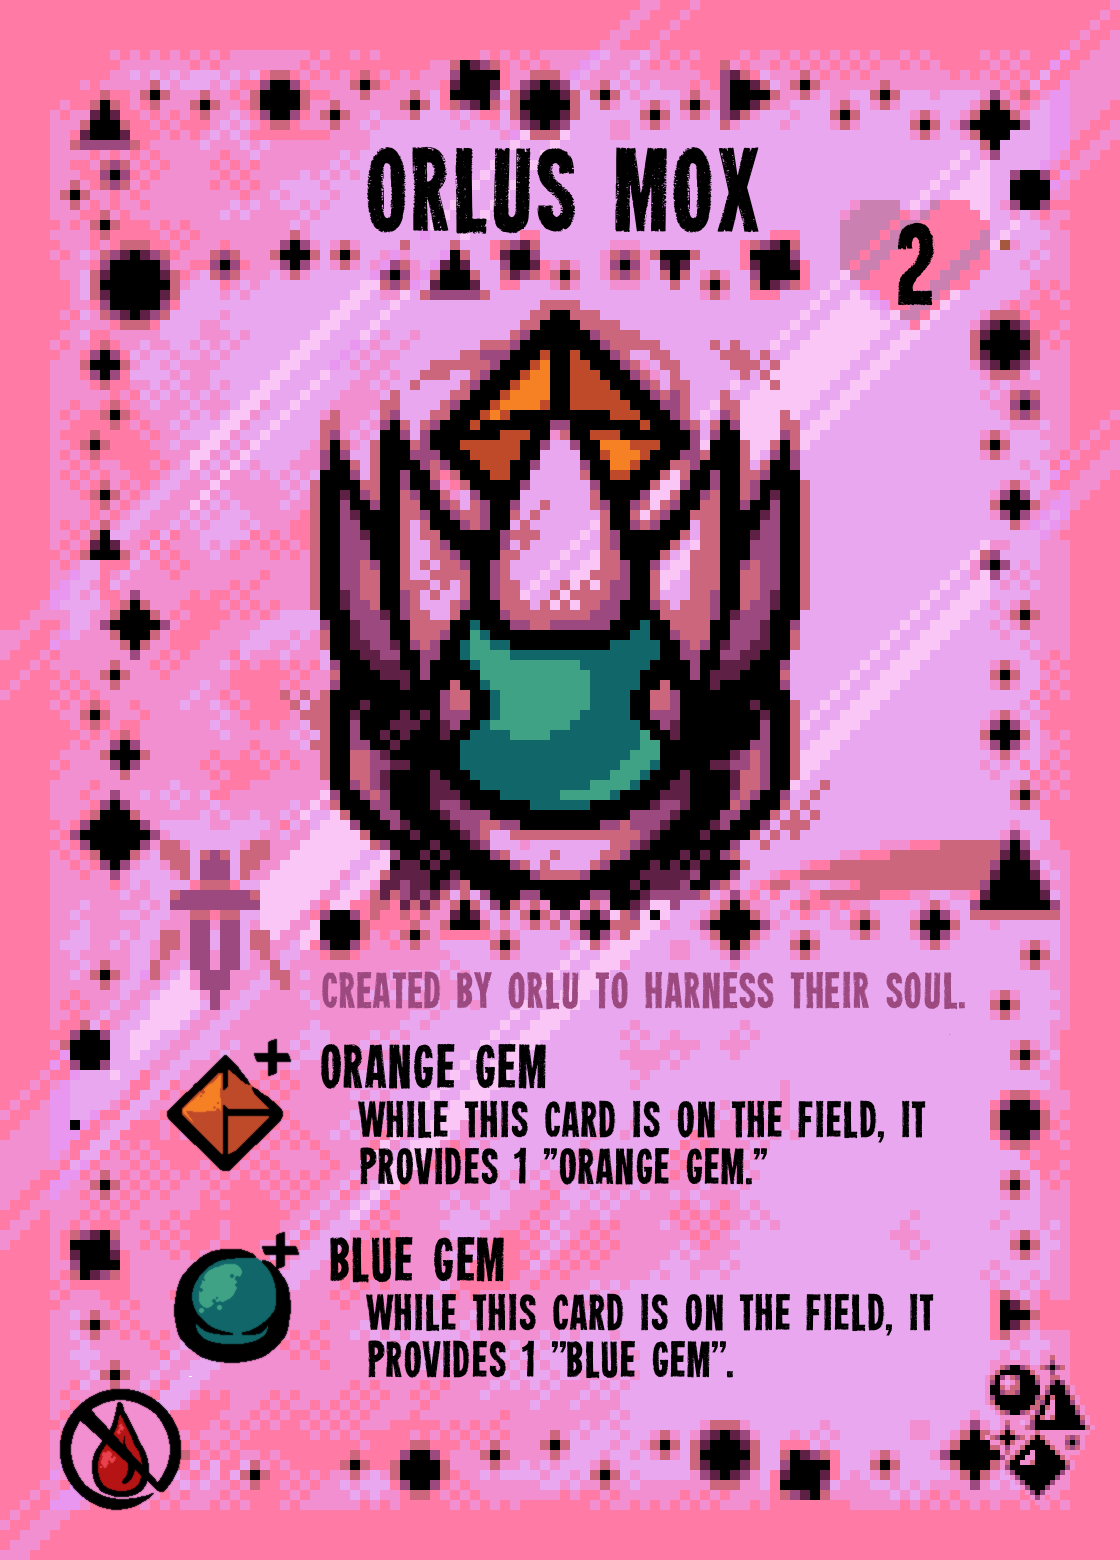 ORLUS MOX
2
CREATED BY ORLU TO HARNESS THEIR SOUL.
ORANGE GEM
WHILE THIS CARD IS ON THE FIELD, IT
PROVIDES 1 "ORANGE GEM."
BLUE GEM
WHILE THIS CARD IS ON THE FIELD, IT
PROVIDES 1 "BLUE GEM".